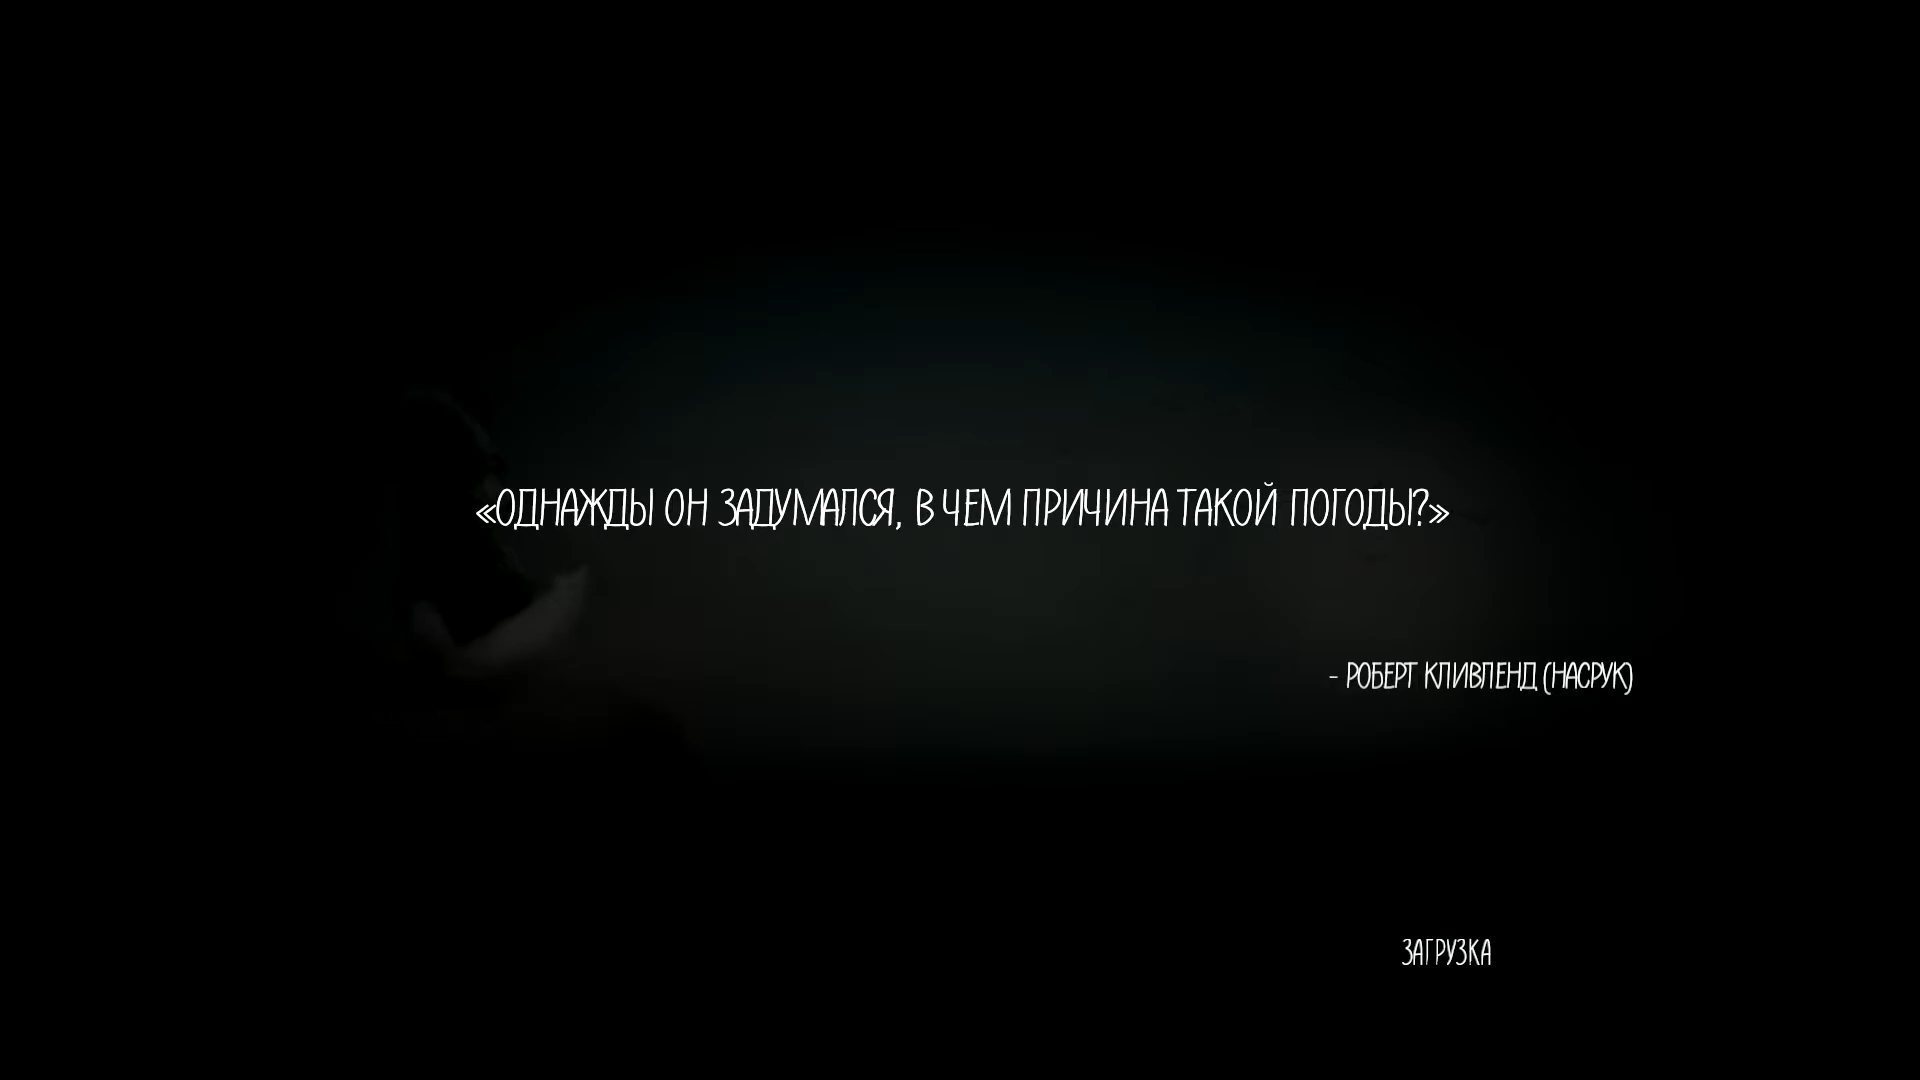 «ОДНАЖДЫ ОН ЗАДУМАЛСЯ, В ЧЕМ ПРИЧИНА ТАКОЙ ПОГОДЫ?»
- РОБЕРТ КЛИВЛЕНД (НАСРУК)
ЗАГРУЗКА